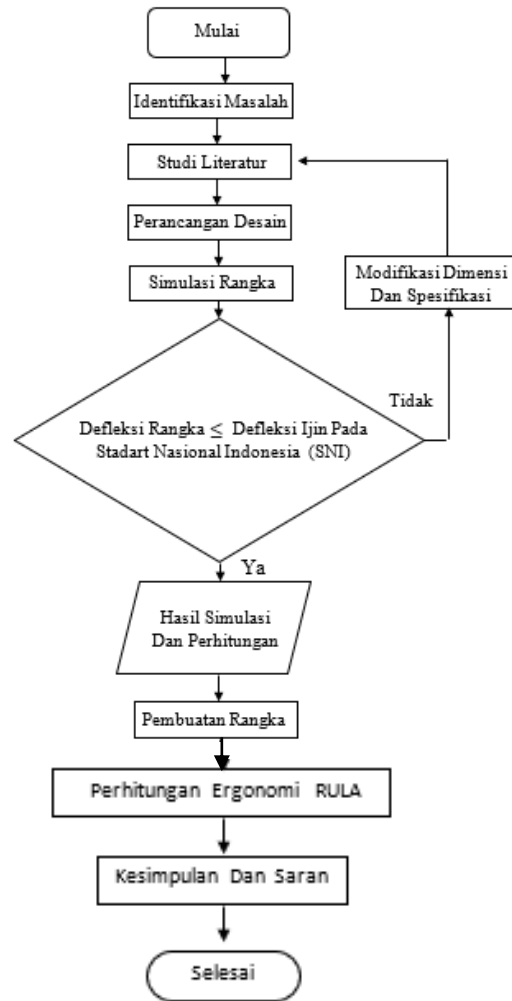 Mulai
Identifikasi Masalah
Studi Literatur
Perancangan Desain
Simulasi Rangka
Modifikasi Dimensi
Dan Spesifikasi
Tidak
Defleksi Rangka ≤ Defleksi Ijin Pada
Stadart Nasional Indonesia (SNI)
Ya
Hasil Simulasi
Dan Perhitungan
Pembuatan Rangka
Perhitungan Ergonomi RULA
Kesimpulan Dan Saran
Selesai